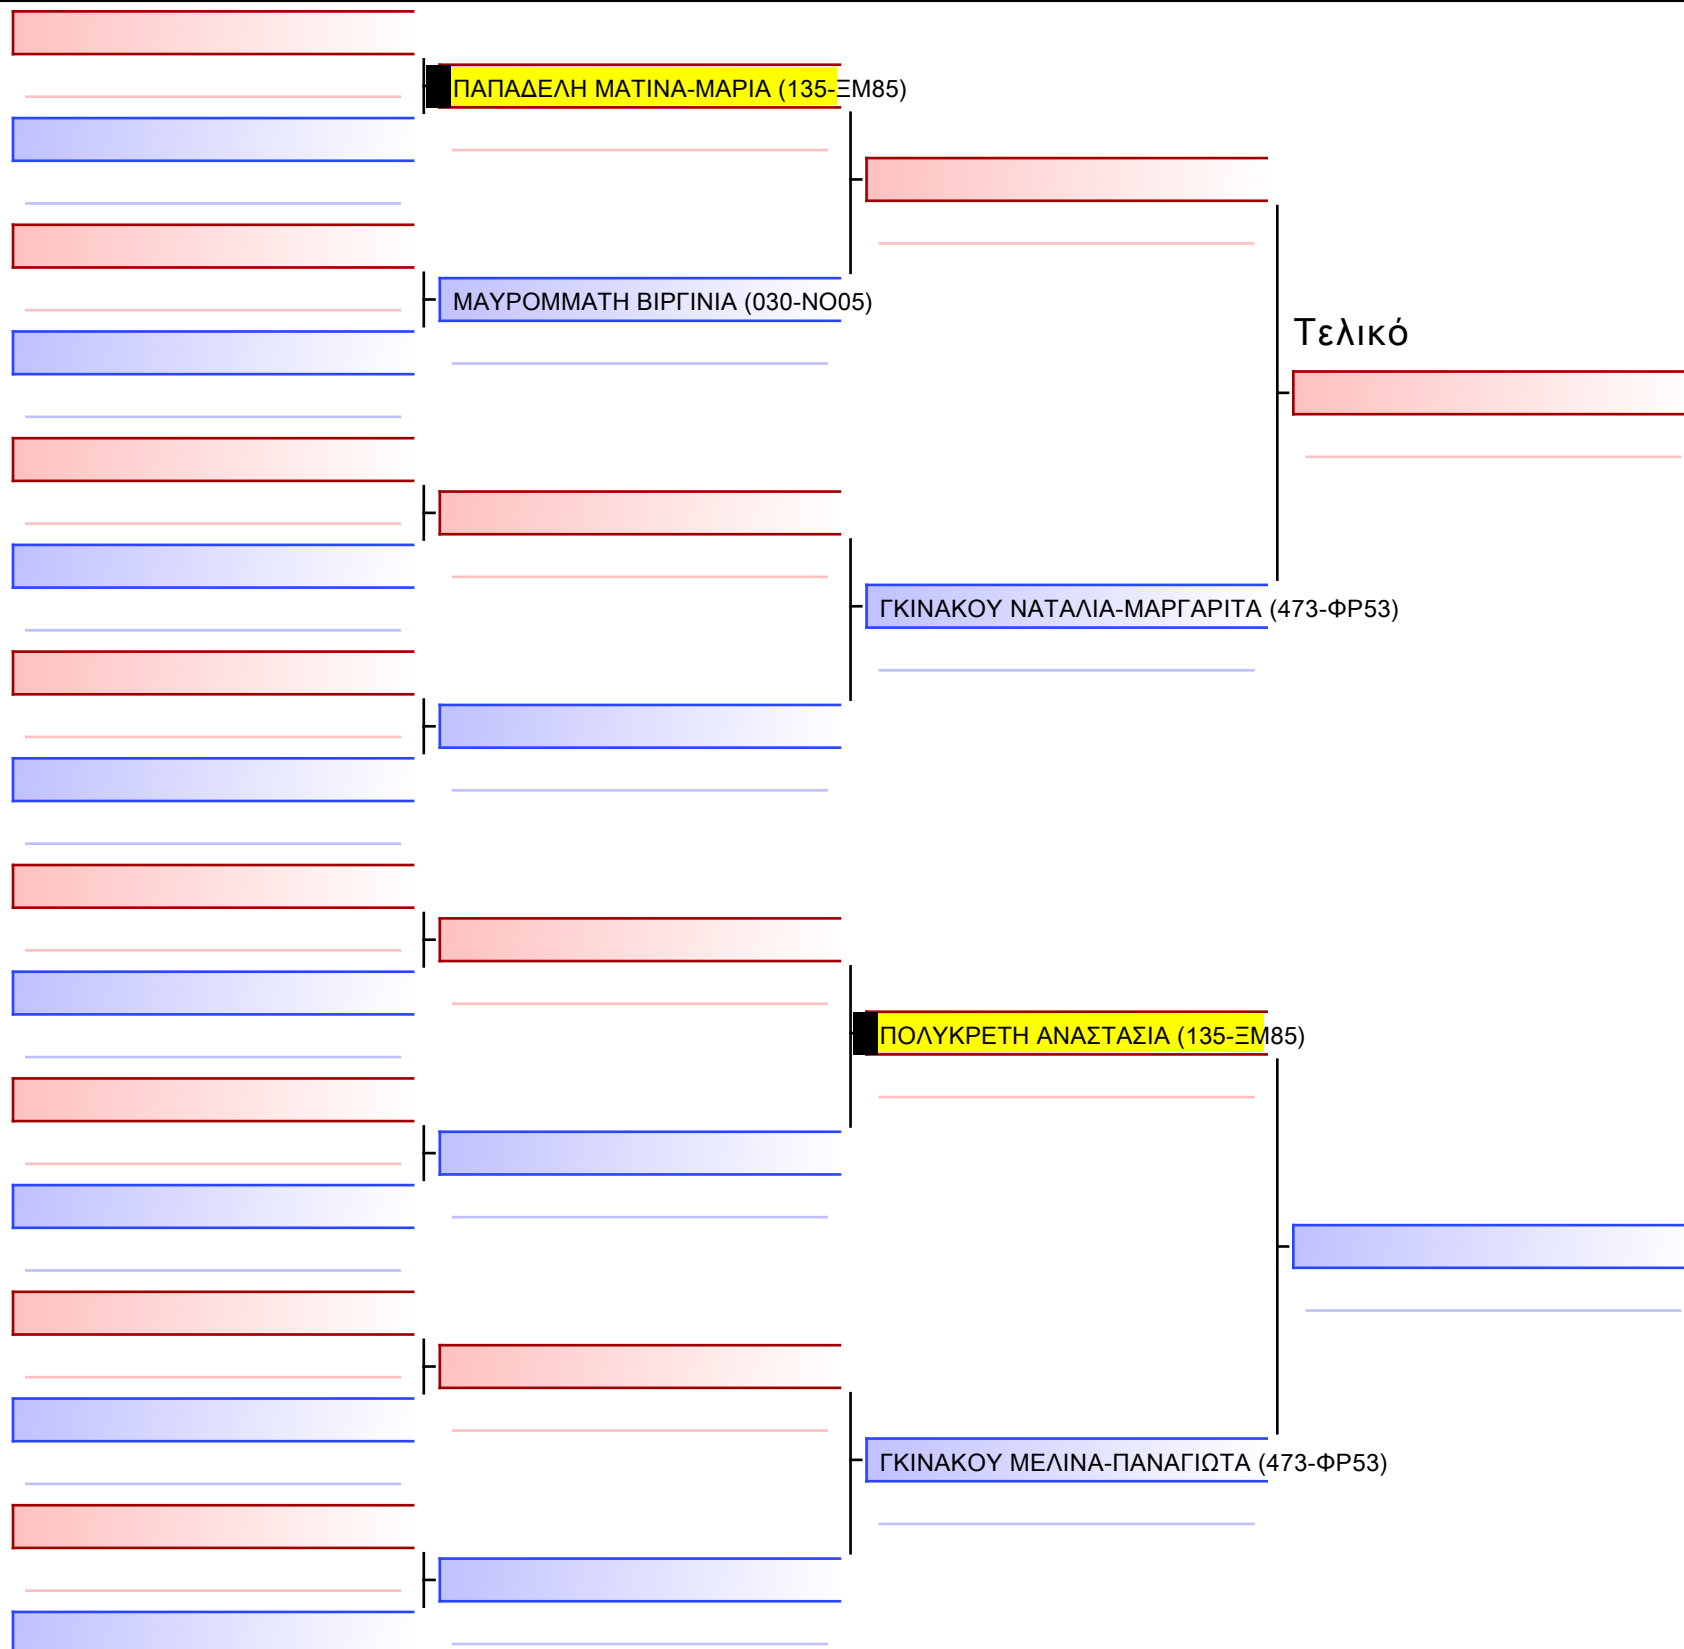 ΠΑΠΑΔΕΛΗ ΜΑΤΙΝΑ-ΜΑΡΙΑ (135-ΞΜ85)
ΜΑΥΡΟΜΜΑΤΗ ΒΙΡΓΙΝΙΑ (030-ΝΟ05)
Τελικό
ΓΚΙΝΑΚΟΥ ΝΑΤΑΛΙΑ-ΜΑΡΓΑΡΙΤΑ (473-ΦΡ53)
ΠΟΛΥΚΡΕΤΗ ΑΝΑΣΤΑΣΙΑ (135-ΞΜ85)
ΓΚΙΝΑΚΟΥ ΜΕΛΙΝΑ-ΠΑΝΑΓΙΩΤΑ (473-ΦΡ53)